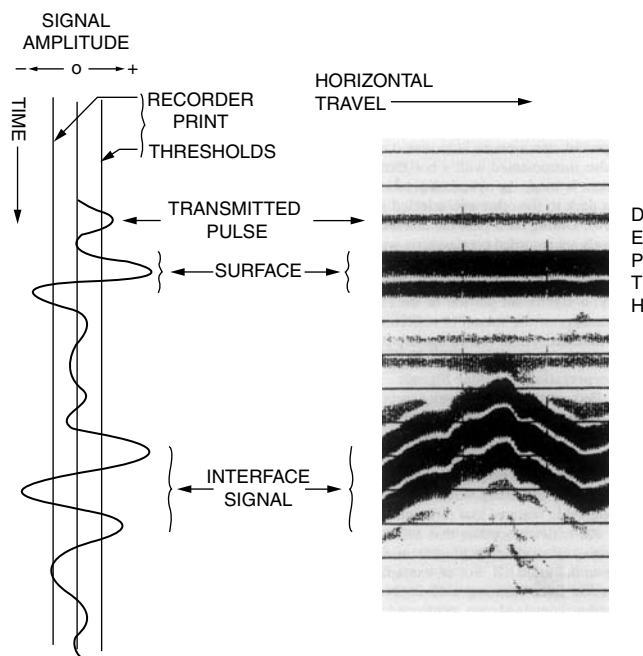 SIGNAL
AMPLITUDE
− o +
TIME
RECORDER
PRINT
THRESHOLDS
HORIZONTAL
TRAVEL
TRANSMITTED
PULSE
SURFACE
INTERFACE
SIGNAL
D
E
P
T
H